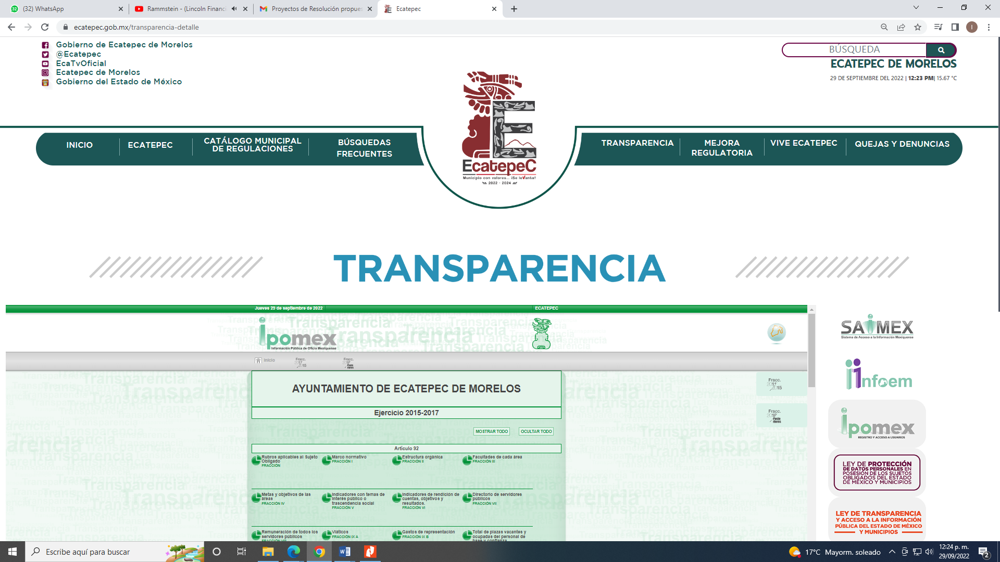 (32) WhatsApp
Rammstein - (Lincoln Financi
Proyectos de Resolución propues
Ecatepec
ecatepec.gob.mx/transparencia-detalle
I
Gobierno de Ecatepec de Morelos
@Ecatepec
EcaTvOficial
Ecatepec de Morelos
Gobierno del Estado de México
BÚSQUEDA
ECATEPEC DE MORELOS
29 DE SEPTIEMBRE DEL 2022 | 12:23 PM| 15.67 °C
INICIO
ECATEPEC
CATÁLOGO MUNICIPAL
DE REGULACIONES
BÚSQUEDAS
FRECUENTES
EcatepeC
Municipio con valores... ¡Se levanta!
2022 - 2024
TRANSPARENCIA
MEJORA
REGULATORIA
VIVE ECATEPEC
QUEJAS Y DENUNCIAS
TRANSPARENCIA
Jueves 29 de septiembre de 2022
ECATEPEC
ipomex
Información Pública de Oficio Mexiquense
Inicio
Fracc.
Fracc.
AYUNTAMIENTO DE ECATEPEC DE MORELOS
Ejercicio 2015-2017
MOSTRAR TODO
OCULTAR TODO
Artículo 92
Rubros aplicables al Sujeto
Obligado
FRACCIÓN
Marco normativo
FRACCIÓN I
Estructura orgánica
FRACCIÓN II
Facultades de cada área
FRACCIÓN III
Metas y objetivos de las
áreas
FRACCIÓN IV
Indicadores con temas de
interés público o
trascendencia social
FRACCIÓN V
Indicadores de rendición de
cuentas, objetivos y
resultados.
FRACCIÓN VI
Directorio de servidores
públicos
FRACCIÓN VII
Remuneración de todos los
servidores públicos
FRACCIÓN VIII
Viáticos
FRACCIÓN IX A
Gastos de representación
FRACCIÓN IX B
Total de plazas vacantes y
ocupadas del personal de
base y confianza
Fracc.
Fracc.
SAIMEX
Sistema de Acceso a la Información Mexiquense
infoem
ipomex
REGISTRO Y ACCESO A USUARIOS
LEY DE PROTECCIÓN
DE DATOS PERSONALES EN
POSESIÓN DE LOS SUJETOS
OBLIGADOS DEL ESTADO
DE MÉXICO Y MUNICIPIOS
LEY DE TRANSPARENCIA
Y ACCESO A LA INFORMACIÓN
PÚBLICA DEL ESTADO DE MÉXICO
Y MUNICIPIOS
Escribe aquí para buscar
17°C Mayorm. soleado
12:24 p. m.
29/09/2022
2